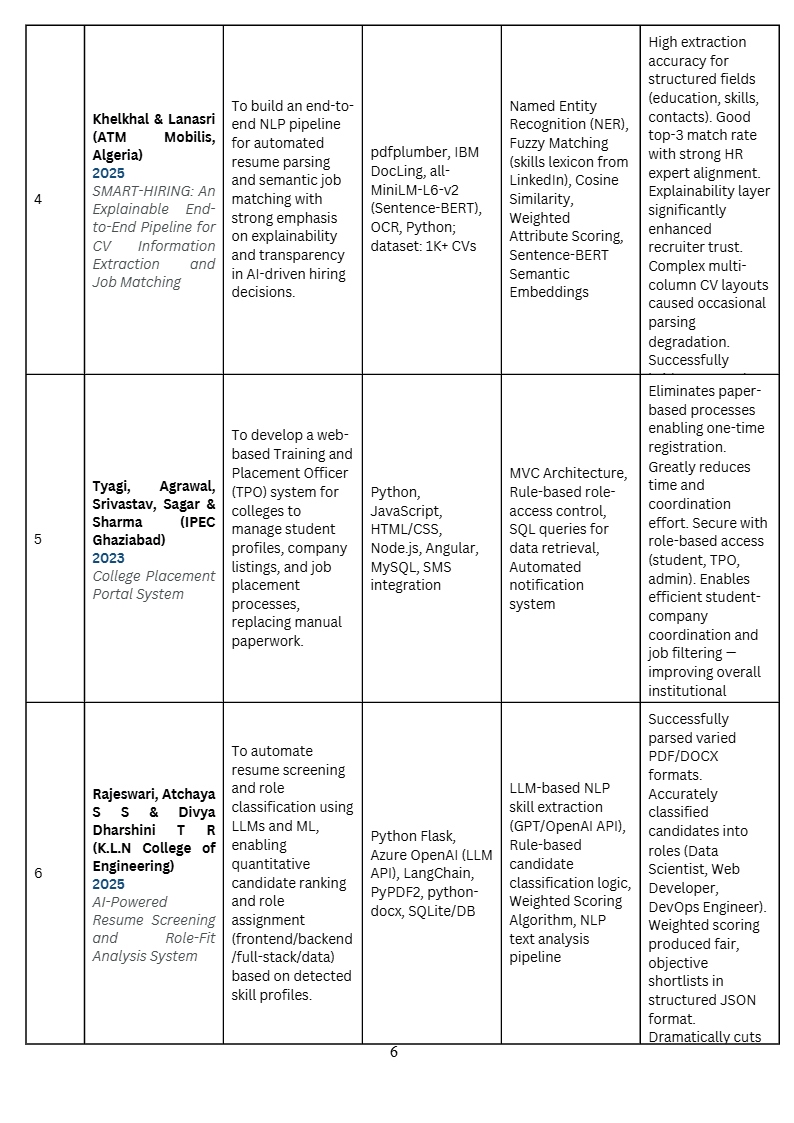 4
Khelkhal & Lanasri
(ATM Mobilis,
Algeria)
2025
SMART-HIRING: An
Explainable End-
to-End Pipeline for
CV Information
Extraction and
Job Matching
To build an end-to-
end NLP pipeline
for automated
resume parsing
and semantic job
matching with
strong emphasis
on explainability
and transparency
in AI-driven hiring
decisions.
pdfplumber, IBM
DocLing, all-
MiniLM-L6-v2
(Sentence-BERT),
OCR, Python;
dataset: 1K+ CVs
Named Entity
Recognition (NER),
Fuzzy Matching
(skills lexicon from
LinkedIn), Cosine
Similarity,
Weighted
Attribute Scoring,
Sentence-BERT
Semantic
Embeddings
High extraction
accuracy for
structured fields
(education, skills,
contacts). Good
top-3 match rate
with strong HR
expert alignment.
Explainability layer
significantly
enhanced
recruiter trust.
Complex multi-
column CV layouts
caused occasional
parsing
degradation.
Successfully
5
Tyagi, Agrawal,
Srivastav, Sagar &
Sharma (IPEC
Ghaziabad)
2023
College Placement
Portal System
To develop a web-
based Training and
Placement Officer
(TPO) system for
colleges to
manage student
profiles, company
listings, and job
placement
processes,
replacing manual
paperwork.
Python,
JavaScript,
HTML/CSS,
Node.js, Angular,
MySQL, SMS
integration
MVC Architecture,
Rule-based role-
access control,
SQL queries for
data retrieval,
Automated
notification
system
Eliminates paper-
based processes
enabling one-time
registration.
Greatly reduces
time and
coordination
effort. Secure with
role-based access
(student, TPO,
admin). Enables
efficient student-
company
coordination and
job filtering —
improving overall
institutional
6
Rajeswari, Atchaya
S S & Divya
Dharshini T R
(K.L.N College of
Engineering)
2025
AI-Powered
Resume Screening
and Role-Fit
Analysis System
To automate
resume screening
and role
classification using
LLMs and ML,
enabling
quantitative
candidate ranking
and role
assignment
(frontend/backend
/full-stack/data)
based on detected
skill profiles.
Python Flask,
Azure OpenAI (LLM
API), LangChain,
PyPDF2, python-
docx, SQLite/DB
LLM-based NLP
skill extraction
(GPT/OpenAI API),
Rule-based
candidate
classification logic,
Weighted Scoring
Algorithm, NLP
text analysis
pipeline
Successfully
parsed varied
PDF/DOCX
formats.
Accurately
classified
candidates into
roles (Data
Scientist, Web
Developer,
DevOps Engineer).
Weighted scoring
produced fair,
objective
shortlists in
structured JSON
format.
Dramatically cuts
6